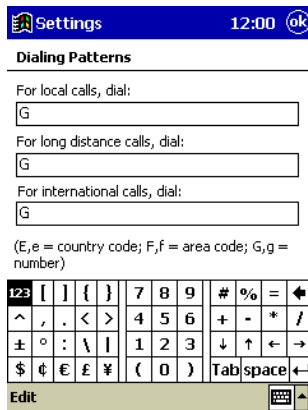 Settings 12:00 ok
Dialing Patterns
For local calls, dial:
G
For long distance calls, dial:
G
For international calls, dial:
G
(E,e = country code; F,f = area code; G,g =
number)
123 [ ] { } 7 8 9 # % = ←
^ , . < > 4 5 6 + - * /
± ° : \ | 1 2 3 ↓ ↑ ← →
$ ¢ € £ ¥ ( 0 ) Tab space ↵
Edit